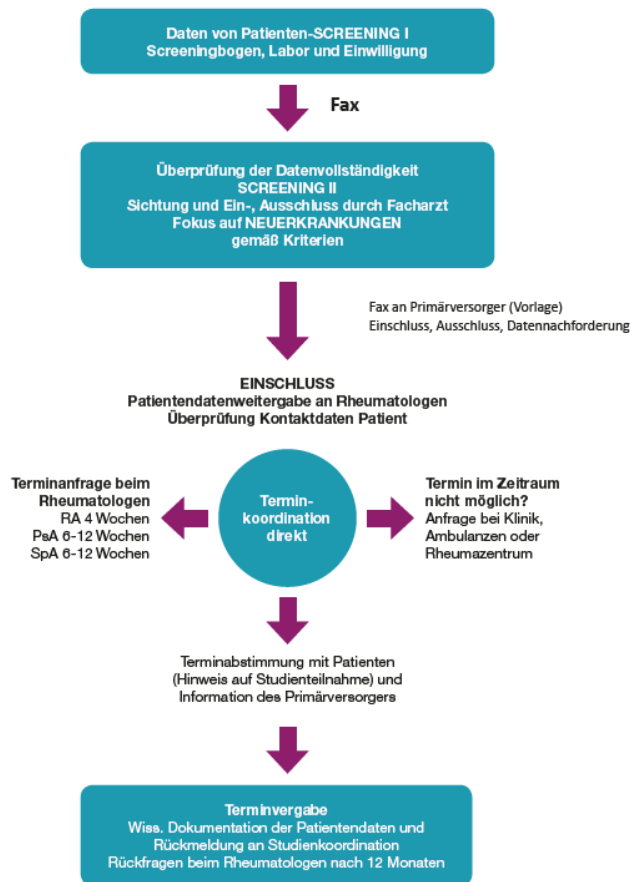 Daten von Patienten-SCREENING I
Screeningbogen, Labor und Einwilligung
Fax
Überprüfung der Datenvollständigkeit
SCREENING II
Sichtung und Ein-, Ausschluss durch Facharzt
Fokus auf NEUERKRANKUNGEN
gemäß Kriterien
Fax an Primärversorger (Vorlage)
Einschluss, Ausschluss, Datennachforderung
EINSCHLUSS
Patientendatenweitergabe an Rheumatologen
Überprüfung Kontaktdaten Patient
Terminanfrage beim
Rheumatologen
RA 4 Wochen
PsA 6-12 Wochen
SpA 6-12 Wochen
Termin-
koordination
direkt
Termin im Zeitraum
nicht möglich?
Anfrage bei Klinik,
Ambulanzen oder
Rheumazentrum
Terminabstimmung mit Patienten
(Hinweis auf Studienteilnahme) und
Information des Primärversorgers
Terminvergabe
Wiss. Dokumentation der Patientendaten und
Rückmeldung an Studienkoordination
Rückfragen beim Rheumatologen nach 12 Monaten